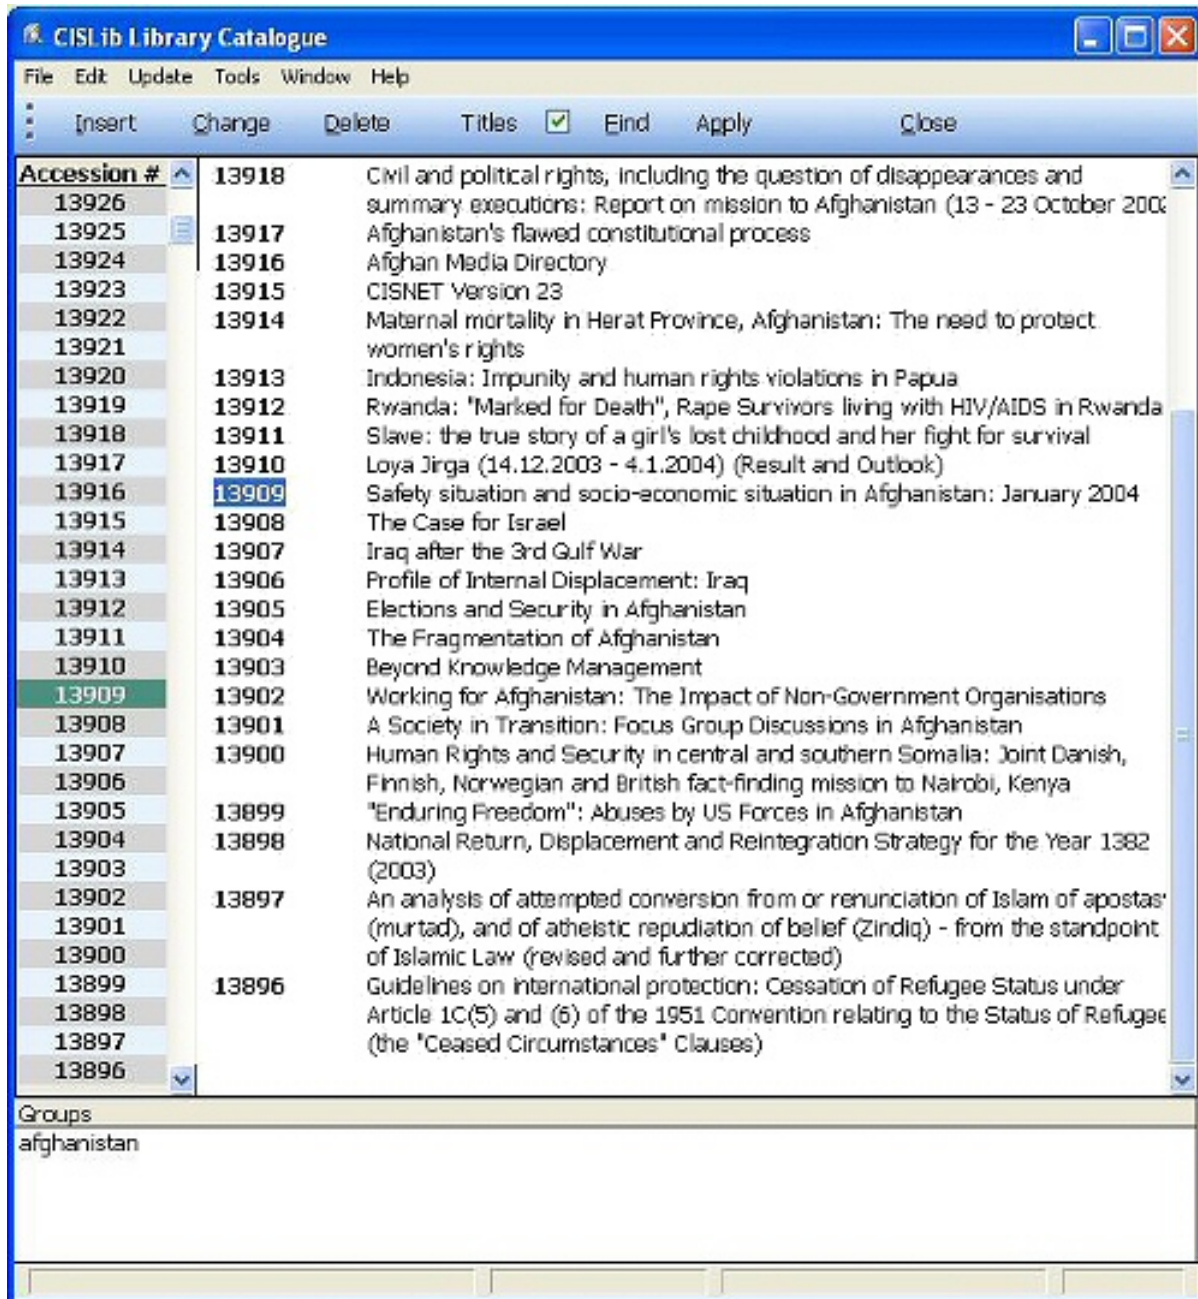 CISLib Library Catalogue
File Edit Update Tools Window Help
Insert Change Delete Titles Find Apply Close
Accession #
13926
13925
13924
13923
13922
13921
13920
13919
13918
13917
13916
13915
13914
13913
13912
13911
13910
13909
13908
13907
13906
13905
13904
13903
13902
13901
13900
13899
13898
13897
13896
13918 Civil and political rights, including the question of disappearances and
summary executions: Report on mission to Afghanistan (13 - 23 October 2002
13917 Afghanistan's flawed constitutional process
13916 Afghan Media Directory
13915 CISNET Version 23
13914 Maternal mortality in Herat Province, Afghanistan: The need to protect
women's rights
13913 Indonesia: Impunity and human rights violations in Papua
13912 Rwanda: "Marked for Death", Rape Survivors living with HIV/AIDS in Rwanda
13911 Slave: the true story of a girl's lost childhood and her fight for survival
13910 Loya Jirga (14.12.2003 - 4.1.2004) (Result and Outlook)
13909 Safety situation and socio-economic situation in Afghanistan: January 2004
13908 The Case for Israel
13907 Iraq after the 3rd Gulf War
13906 Profile of Internal Displacement: Iraq
13905 Elections and Security in Afghanistan
13904 The Fragmentation of Afghanistan
13903 Beyond Knowledge Management
13902 Working for Afghanistan: The Impact of Non-Government Organisations
13901 A Society in Transition: Focus Group Discussions in Afghanistan
13900 Human Rights and Security in central and southern Somalia: Joint Danish,
Finnish, Norwegian and British fact-finding mission to Nairobi, Kenya
13899 "Enduring Freedom": Abuses by US Forces in Afghanistan
13898 National Return, Displacement and Reintegration Strategy for the Year 1382
(2003)
13897 An analysis of attempted conversion from or renunciation of Islam of apostas
(murtad), and of atheistic repudiation of belief (Zindiq) - from the standpoint
of Islamic Law (revised and further corrected)
13896 Guidelines on international protection: Cessation of Refugee Status under
Article 1C(5) and (6) of the 1951 Convention relating to the Status of Refugee
(the "Ceased Circumstances" Clauses)
Groups
afghanistan